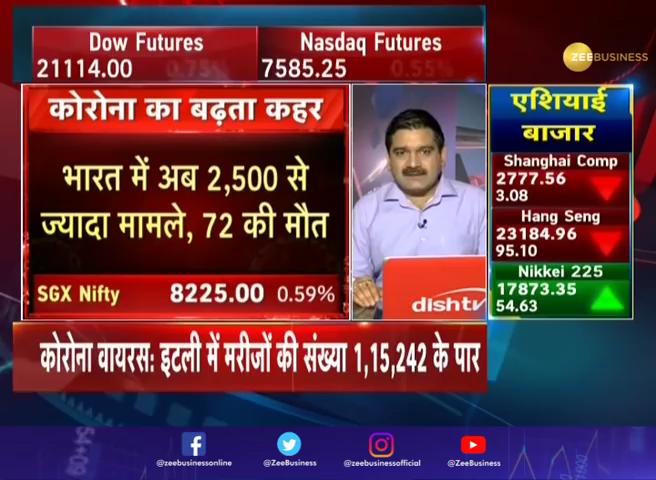 Dow Futures
21114.00 0.75%
Nasdaq Futures
7585.25 0.55%
ZEEBUSINESS
कोरोना का बढ़ता कहर
भारत में अब 2,500 से
ज्यादा मामले, 72 की मौत
SGX Nifty 8225.00 0.59%
dishtv
एशियाई
बाजार
Shanghai Comp
2777.56
3.08
Hang Seng
23184.96
95.10
Nikkei 225
17873.35
54.63
कोरोना वायरस: इटली में मरीजों की संख्या 1,15,242 के पार
@zeebusinessonline
@ZeeBusiness
@zeebusinessofficial
@ZeeBusiness